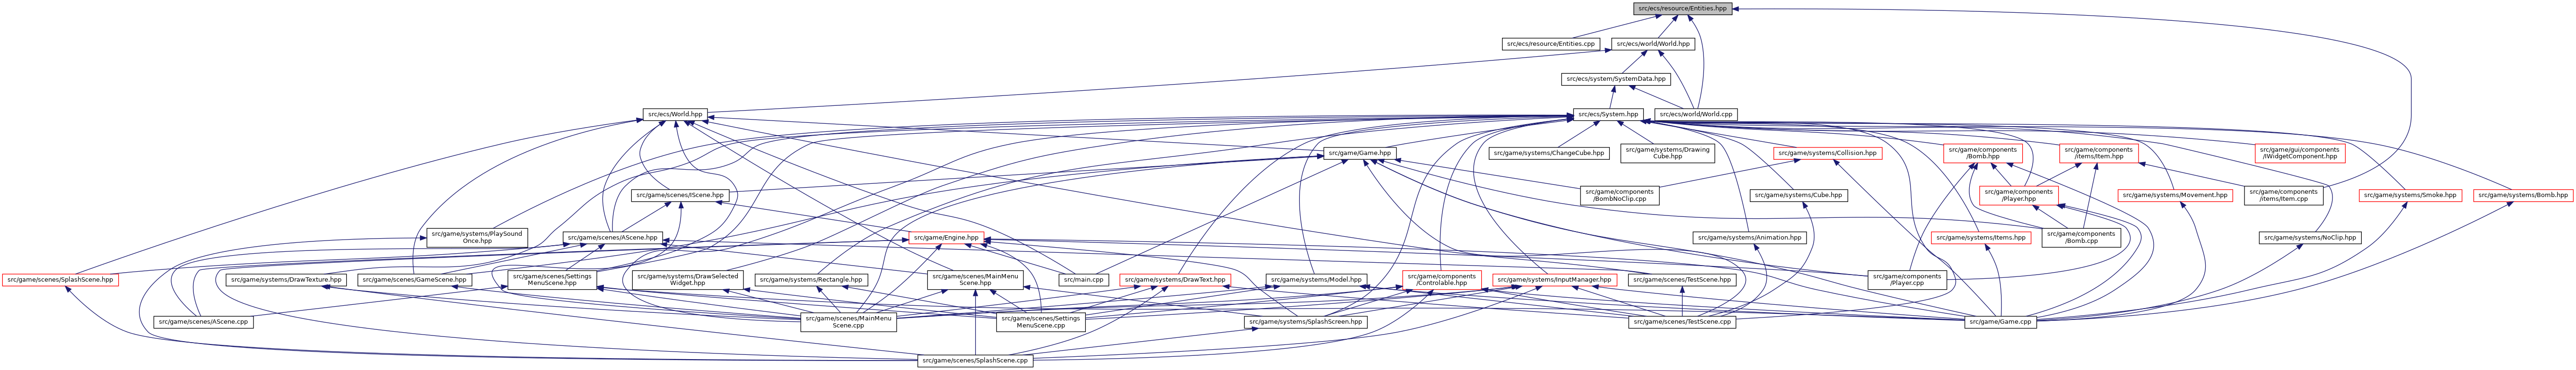 src/ecs/resource/Entities.hpp
src/ecs/resource/Entities.cpp
src/ecs/world/World.hpp
src/ecs/system/SystemData.hpp
src/ecs/World.hpp
src/ecs/System.hpp
src/ecs/world/World.cpp
src/game/Game.hpp
src/game/systems/ChangeCube.hpp
src/game/systems/Drawing
Cube.hpp
src/game/systems/Collision.hpp
src/game/components
/Bomb.hpp
src/game/components
/items/Item.hpp
src/game/gui/components
/IWidgetComponent.hpp
src/game/scenes/IScene.hpp
src/game/components
/BombNoClip.cpp
src/game/systems/Cube.hpp
src/game/components
/Player.hpp
src/game/systems/Movement.hpp
src/game/components
/items/Item.cpp
src/game/systems/Smoke.hpp
src/game/systems/Bomb.hpp
src/game/systems/PlaySound
Once.hpp
src/game/scenes/AScene.hpp
src/game/Engine.hpp
src/game/systems/Animation.hpp
src/game/systems/Items.hpp
src/game/components
/Bomb.cpp
src/game/systems/NoClip.hpp
src/game/scenes/SplashScene.hpp
src/game/systems/DrawTexture.hpp
src/game/scenes/GameScene.hpp
src/game/scenes/Settings
MenuScene.hpp
src/game/systems/DrawSelected
Widget.hpp
src/game/systems/Rectangle.hpp
src/game/scenes/MainMenu
Scene.hpp
src/main.cpp
src/game/systems/DrawText.hpp
src/game/systems/Model.hpp
src/game/components
/Controlable.hpp
src/game/systems/InputManager.hpp
src/game/scenes/TestScene.hpp
src/game/components
/Player.cpp
src/game/scenes/AScene.cpp
src/game/scenes/MainMenu
Scene.cpp
src/game/scenes/Settings
MenuScene.cpp
src/game/systems/SplashScreen.hpp
src/game/scenes/TestScene.cpp
src/game/Game.cpp
src/game/scenes/SplashScene.cpp